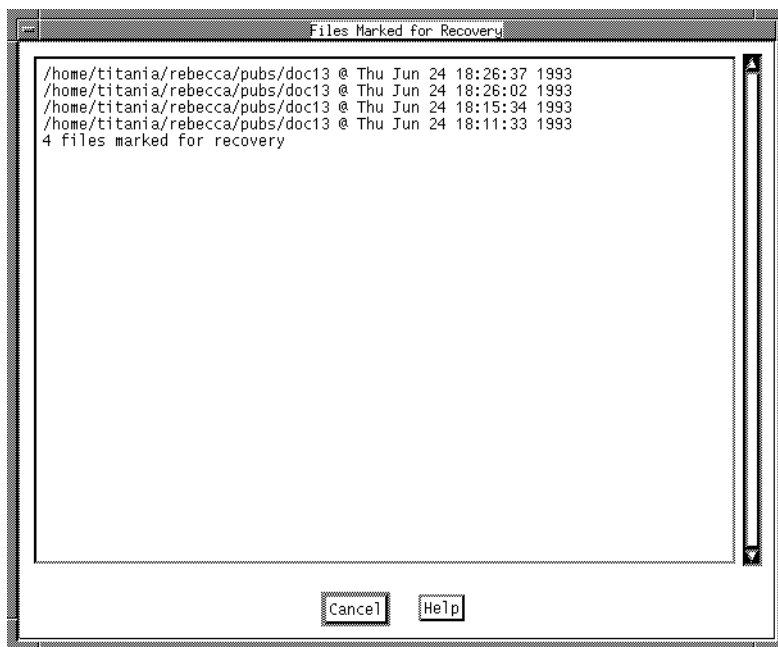 Files Marked for Recovery
/home/titania/rebecca/pubs/doc13 @ Thu Jun 24 18:26:37 1993
/home/titania/rebecca/pubs/doc13 @ Thu Jun 24 18:26:02 1993
/home/titania/rebecca/pubs/doc13 @ Thu Jun 24 18:15:34 1993
/home/titania/rebecca/pubs/doc13 @ Thu Jun 24 18:11:33 1993
4 files marked for recovery
Cancel
Help